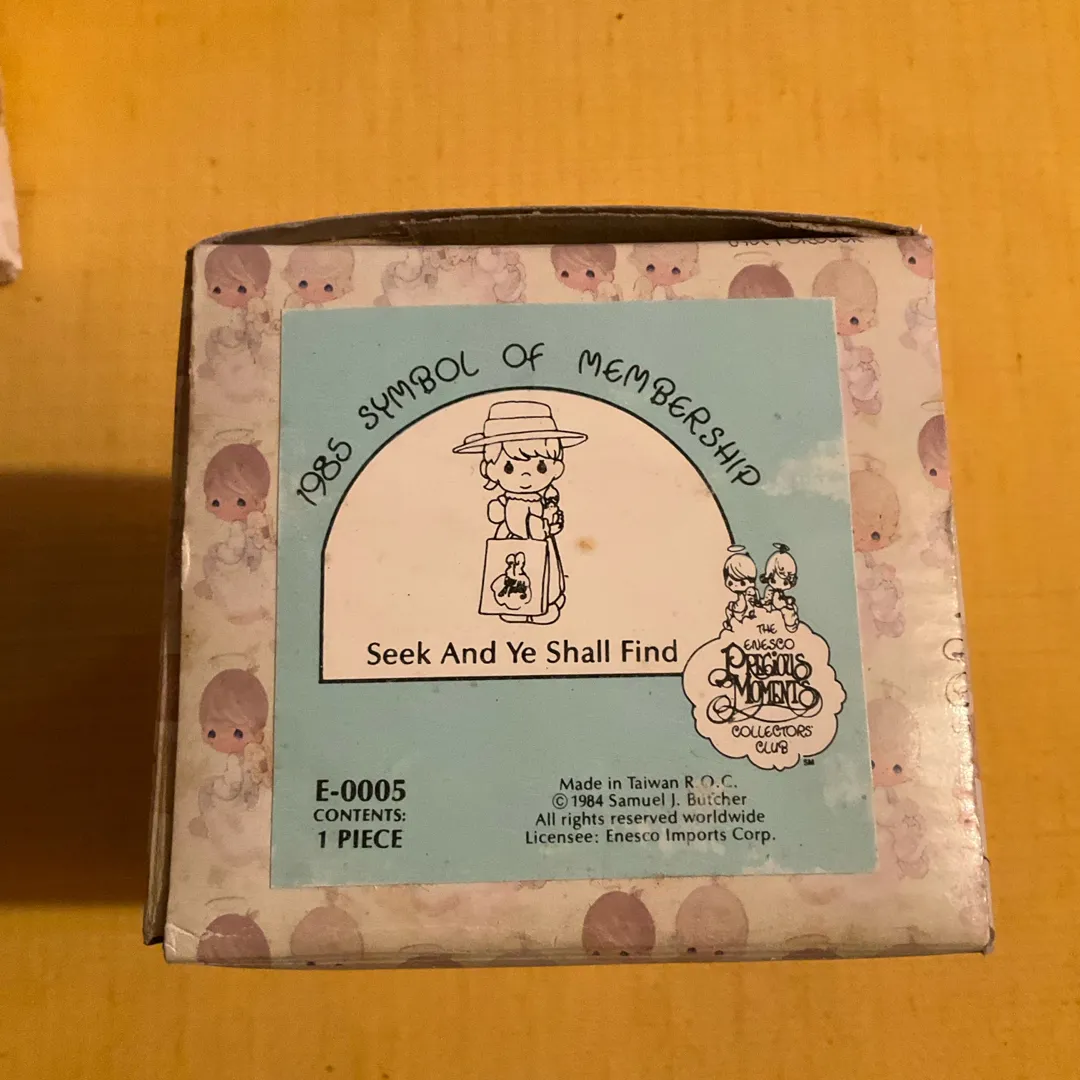 1985 SYMBOL OF MEMBERSHIP
Seek And Ye Shall Find
THE
ENESCO
PRECIOUS
MOMENTS
COLLECTORS'
CLUB
SM
E-0005
CONTENTS:
1 PIECE
Made in Taiwan R.O.C.
© 1984 Samuel J. Butcher
All rights reserved worldwide
Licensee: Enesco Imports Corp.